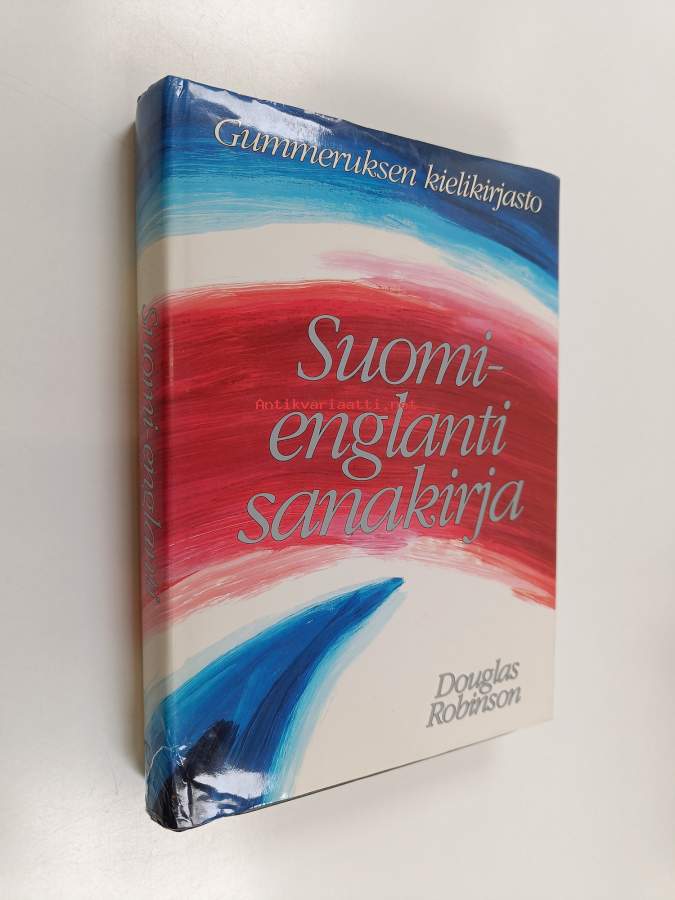 Gummeruksen kielikirjasto
Suomi-
englanti
sanakirja
Antikvariaatti.net
Douglas
Robinson
Suomi-englanti